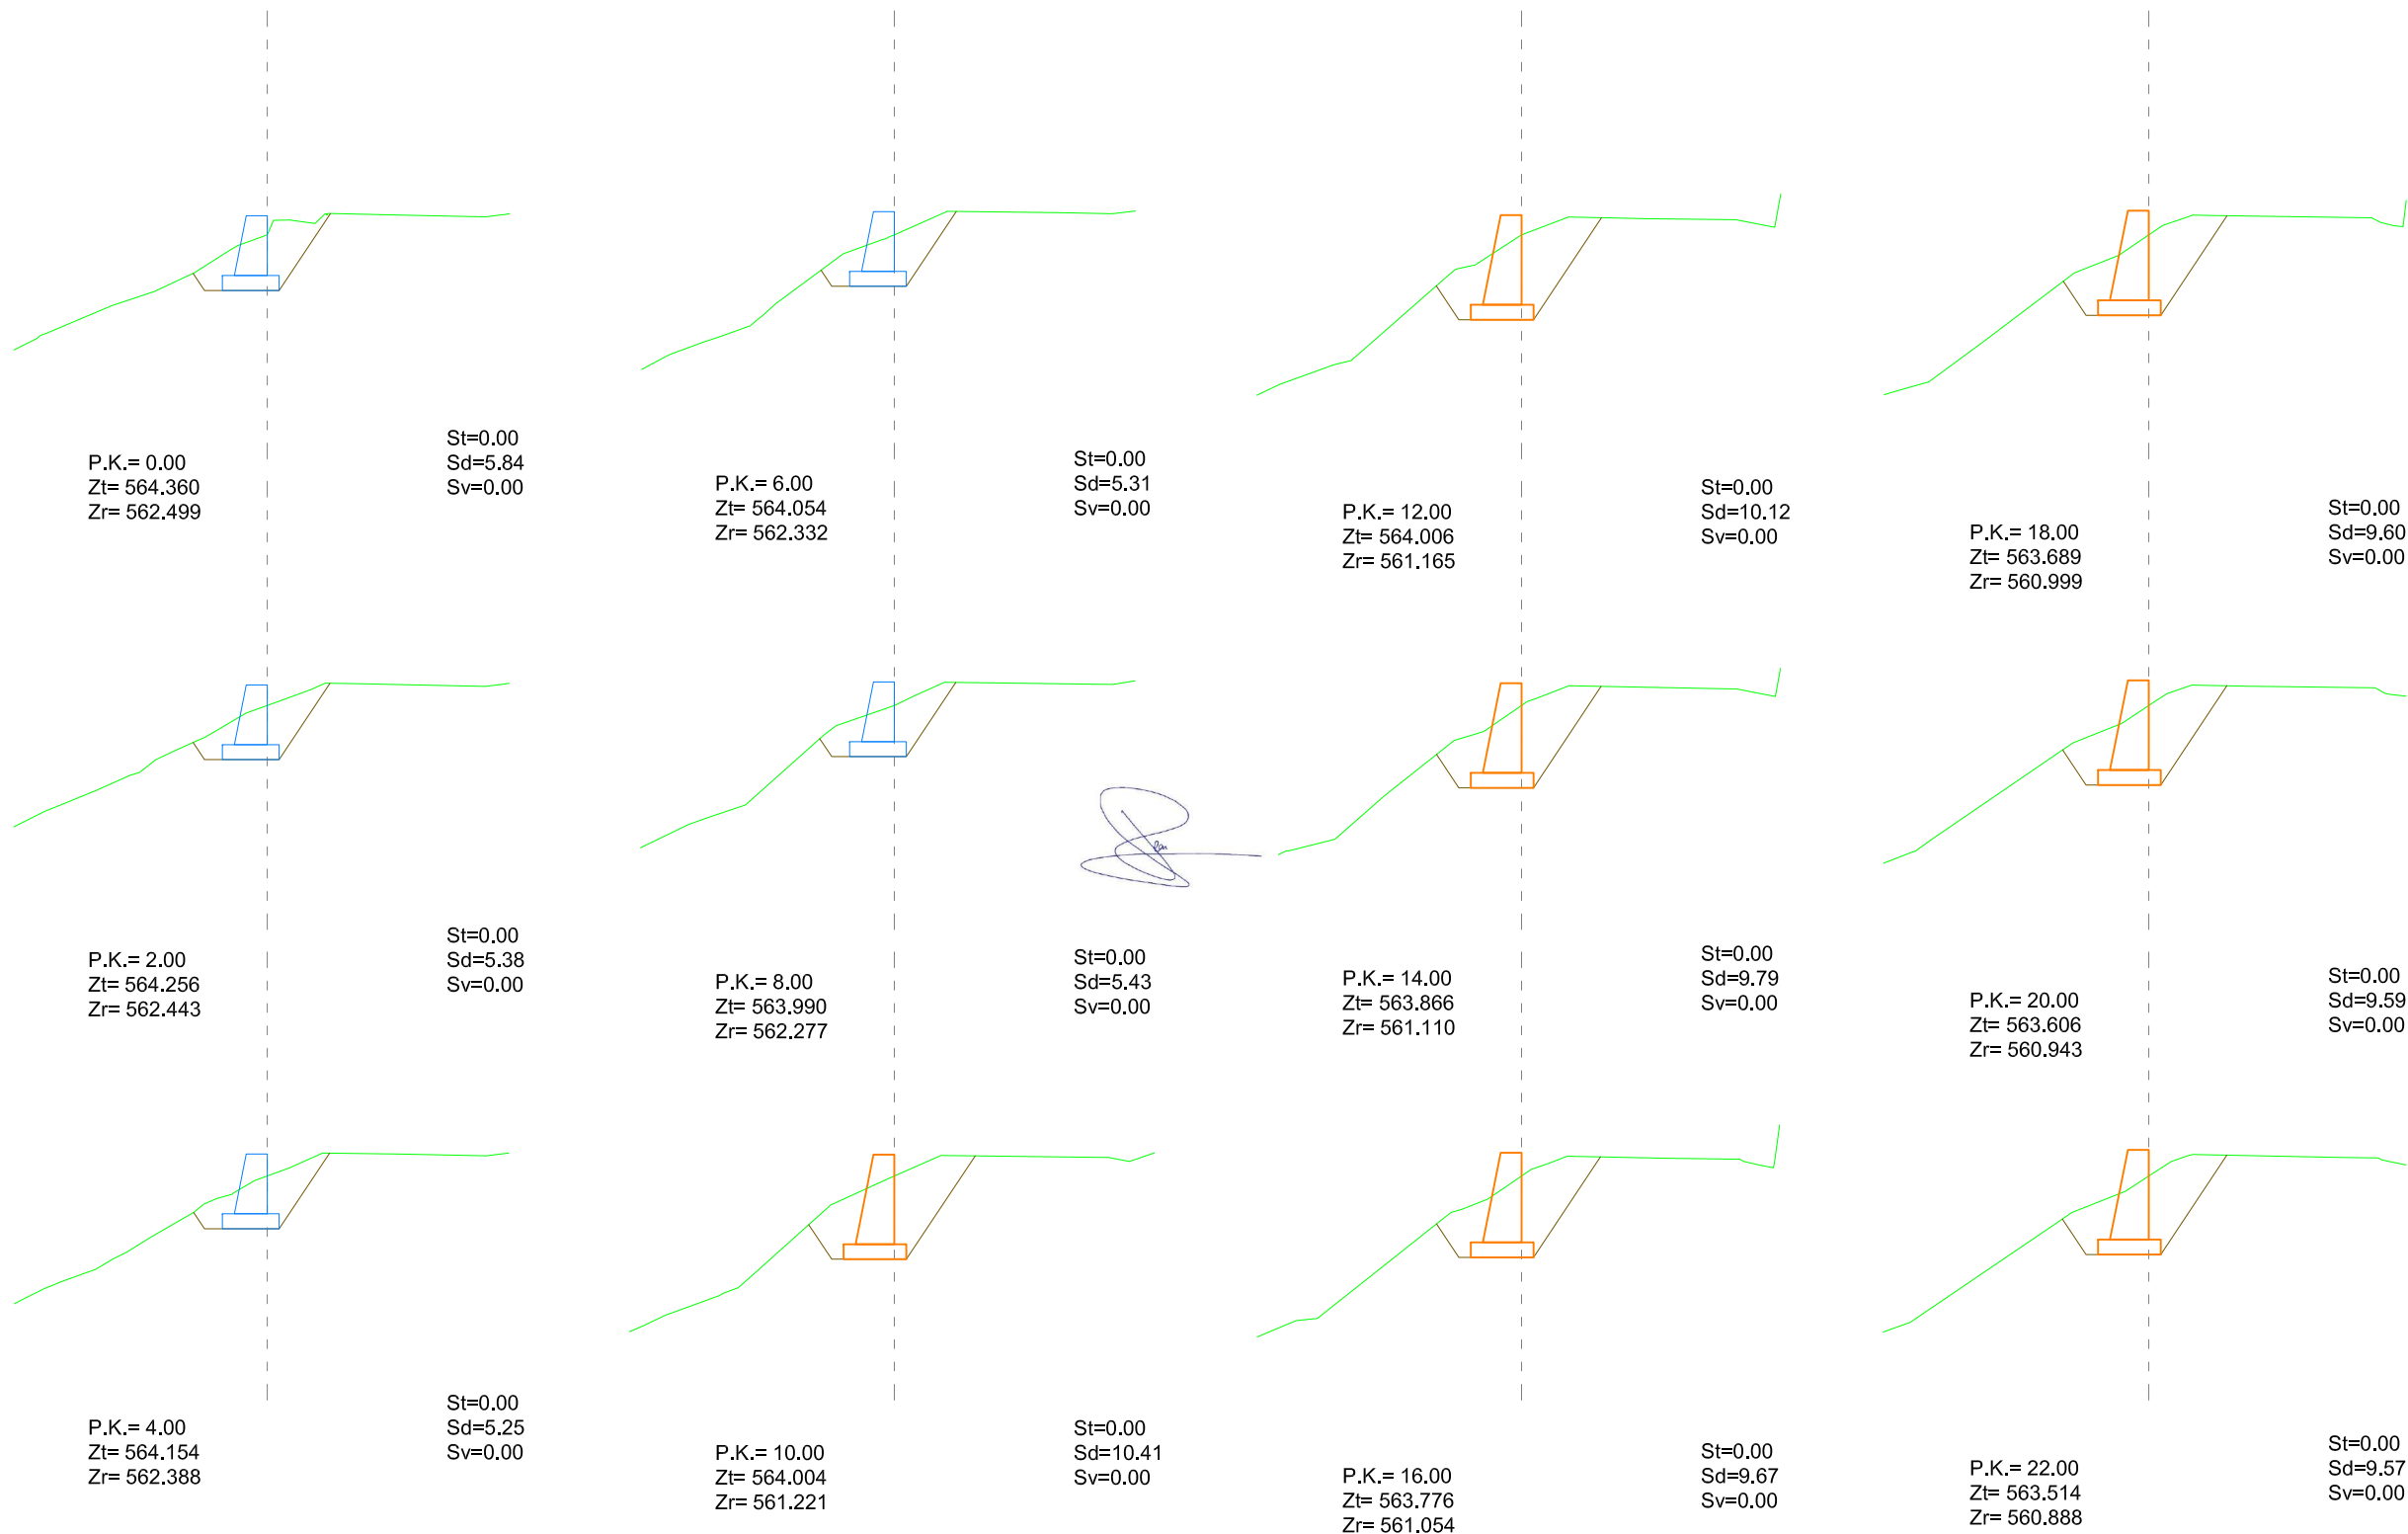 P.K.= 0.00
Zt= 564.360
Zr= 562.499
St=0.00
Sd=5.84
Sv=0.00
P.K.= 6.00
Zt= 564.054
Zr= 562.332
St=0.00
Sd=5.31
Sv=0.00
P.K.= 12.00
Zt= 564.006
Zr= 561.165
St=0.00
Sd=10.12
Sv=0.00
P.K.= 18.00
Zt= 563.689
Zr= 560.999
St=0.00
Sd=9.60
Sv=0.00
P.K.= 2.00
Zt= 564.256
Zr= 562.443
St=0.00
Sd=5.38
Sv=0.00
P.K.= 8.00
Zt= 563.990
Zr= 562.277
St=0.00
Sd=5.43
Sv=0.00
P.K.= 14.00
Zt= 563.866
Zr= 561.110
St=0.00
Sd=9.79
Sv=0.00
P.K.= 20.00
Zt= 563.606
Zr= 560.943
St=0.00
Sd=9.59
Sv=0.00
P.K.= 4.00
Zt= 564.154
Zr= 562.388
St=0.00
Sd=5.25
Sv=0.00
P.K.= 10.00
Zt= 564.004
Zr= 561.221
St=0.00
Sd=10.41
Sv=0.00
P.K.= 16.00
Zt= 563.776
Zr= 561.054
St=0.00
Sd=9.67
Sv=0.00
P.K.= 22.00
Zt= 563.514
Zr= 560.888
St=0.00
Sd=9.57
Sv=0.00